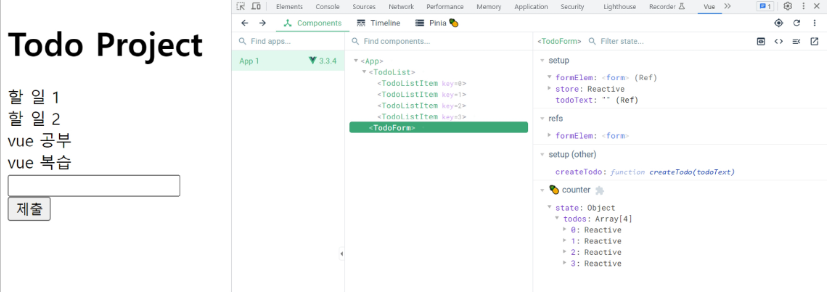 Todo Project
할 일 1
할 일 2
vue 공부
vue 복습
제출
Elements Console Sources Network Performance Memory Application Security Lighthouse Recorder Vue 1
Components Timeline Pinia
Find apps...
App 1 3.3.4
Find components...
<App>
<TodoList>
<TodoListItem key=0>
<TodoListItem key=1>
<TodoListItem key=2>
<TodoListItem key=3>
<TodoForm>
<TodoForm> Filter state...
setup
formElem: <form> (Ref)
store: Reactive
todoText: "" (Ref)
refs
formElem: <form>
setup (other)
createTodo: function createTodo(todoText)
counter
state: Object
todos: Array[4]
0: Reactive
1: Reactive
2: Reactive
3: Reactive